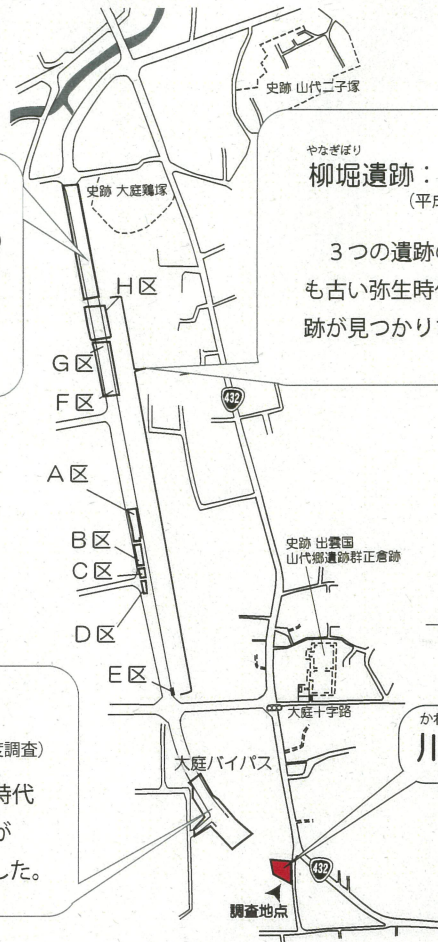 史跡 山代二子塚
やなぎぼり
柳堀遺跡：
（平成
３つの遺跡の
も古い弥生時代
跡が見つかり
史跡 大庭鶏塚
H区
G区
F区
432
A区
B区
C区
D区
E区
史跡 出雲国
山代郷遺跡群正倉跡
大庭十字路
大庭バイパス
度調査）
時代
が
した。
かわ
川
432
調査地点